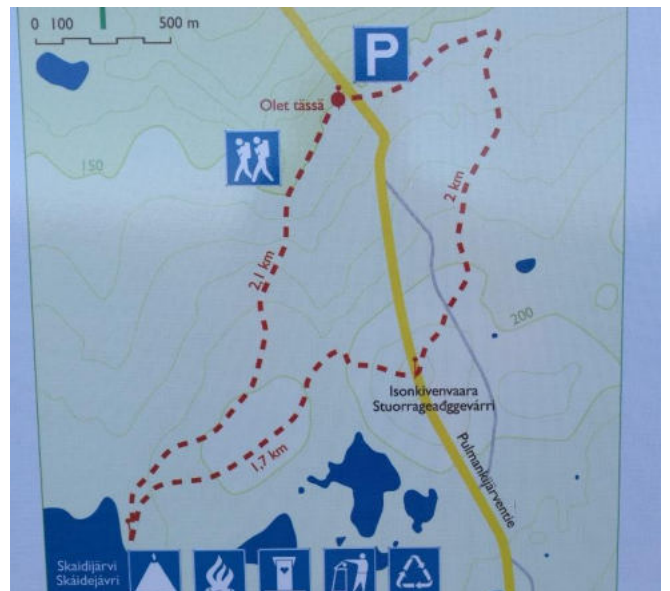 0 100 500 m
P
Olet tässä
150
2 km
2,1 km
200
Isonkivenvaara
Stuorrageađggevárri
1,7 km
Pulmankijärventie
Skaidijärvi
Skáidejávri